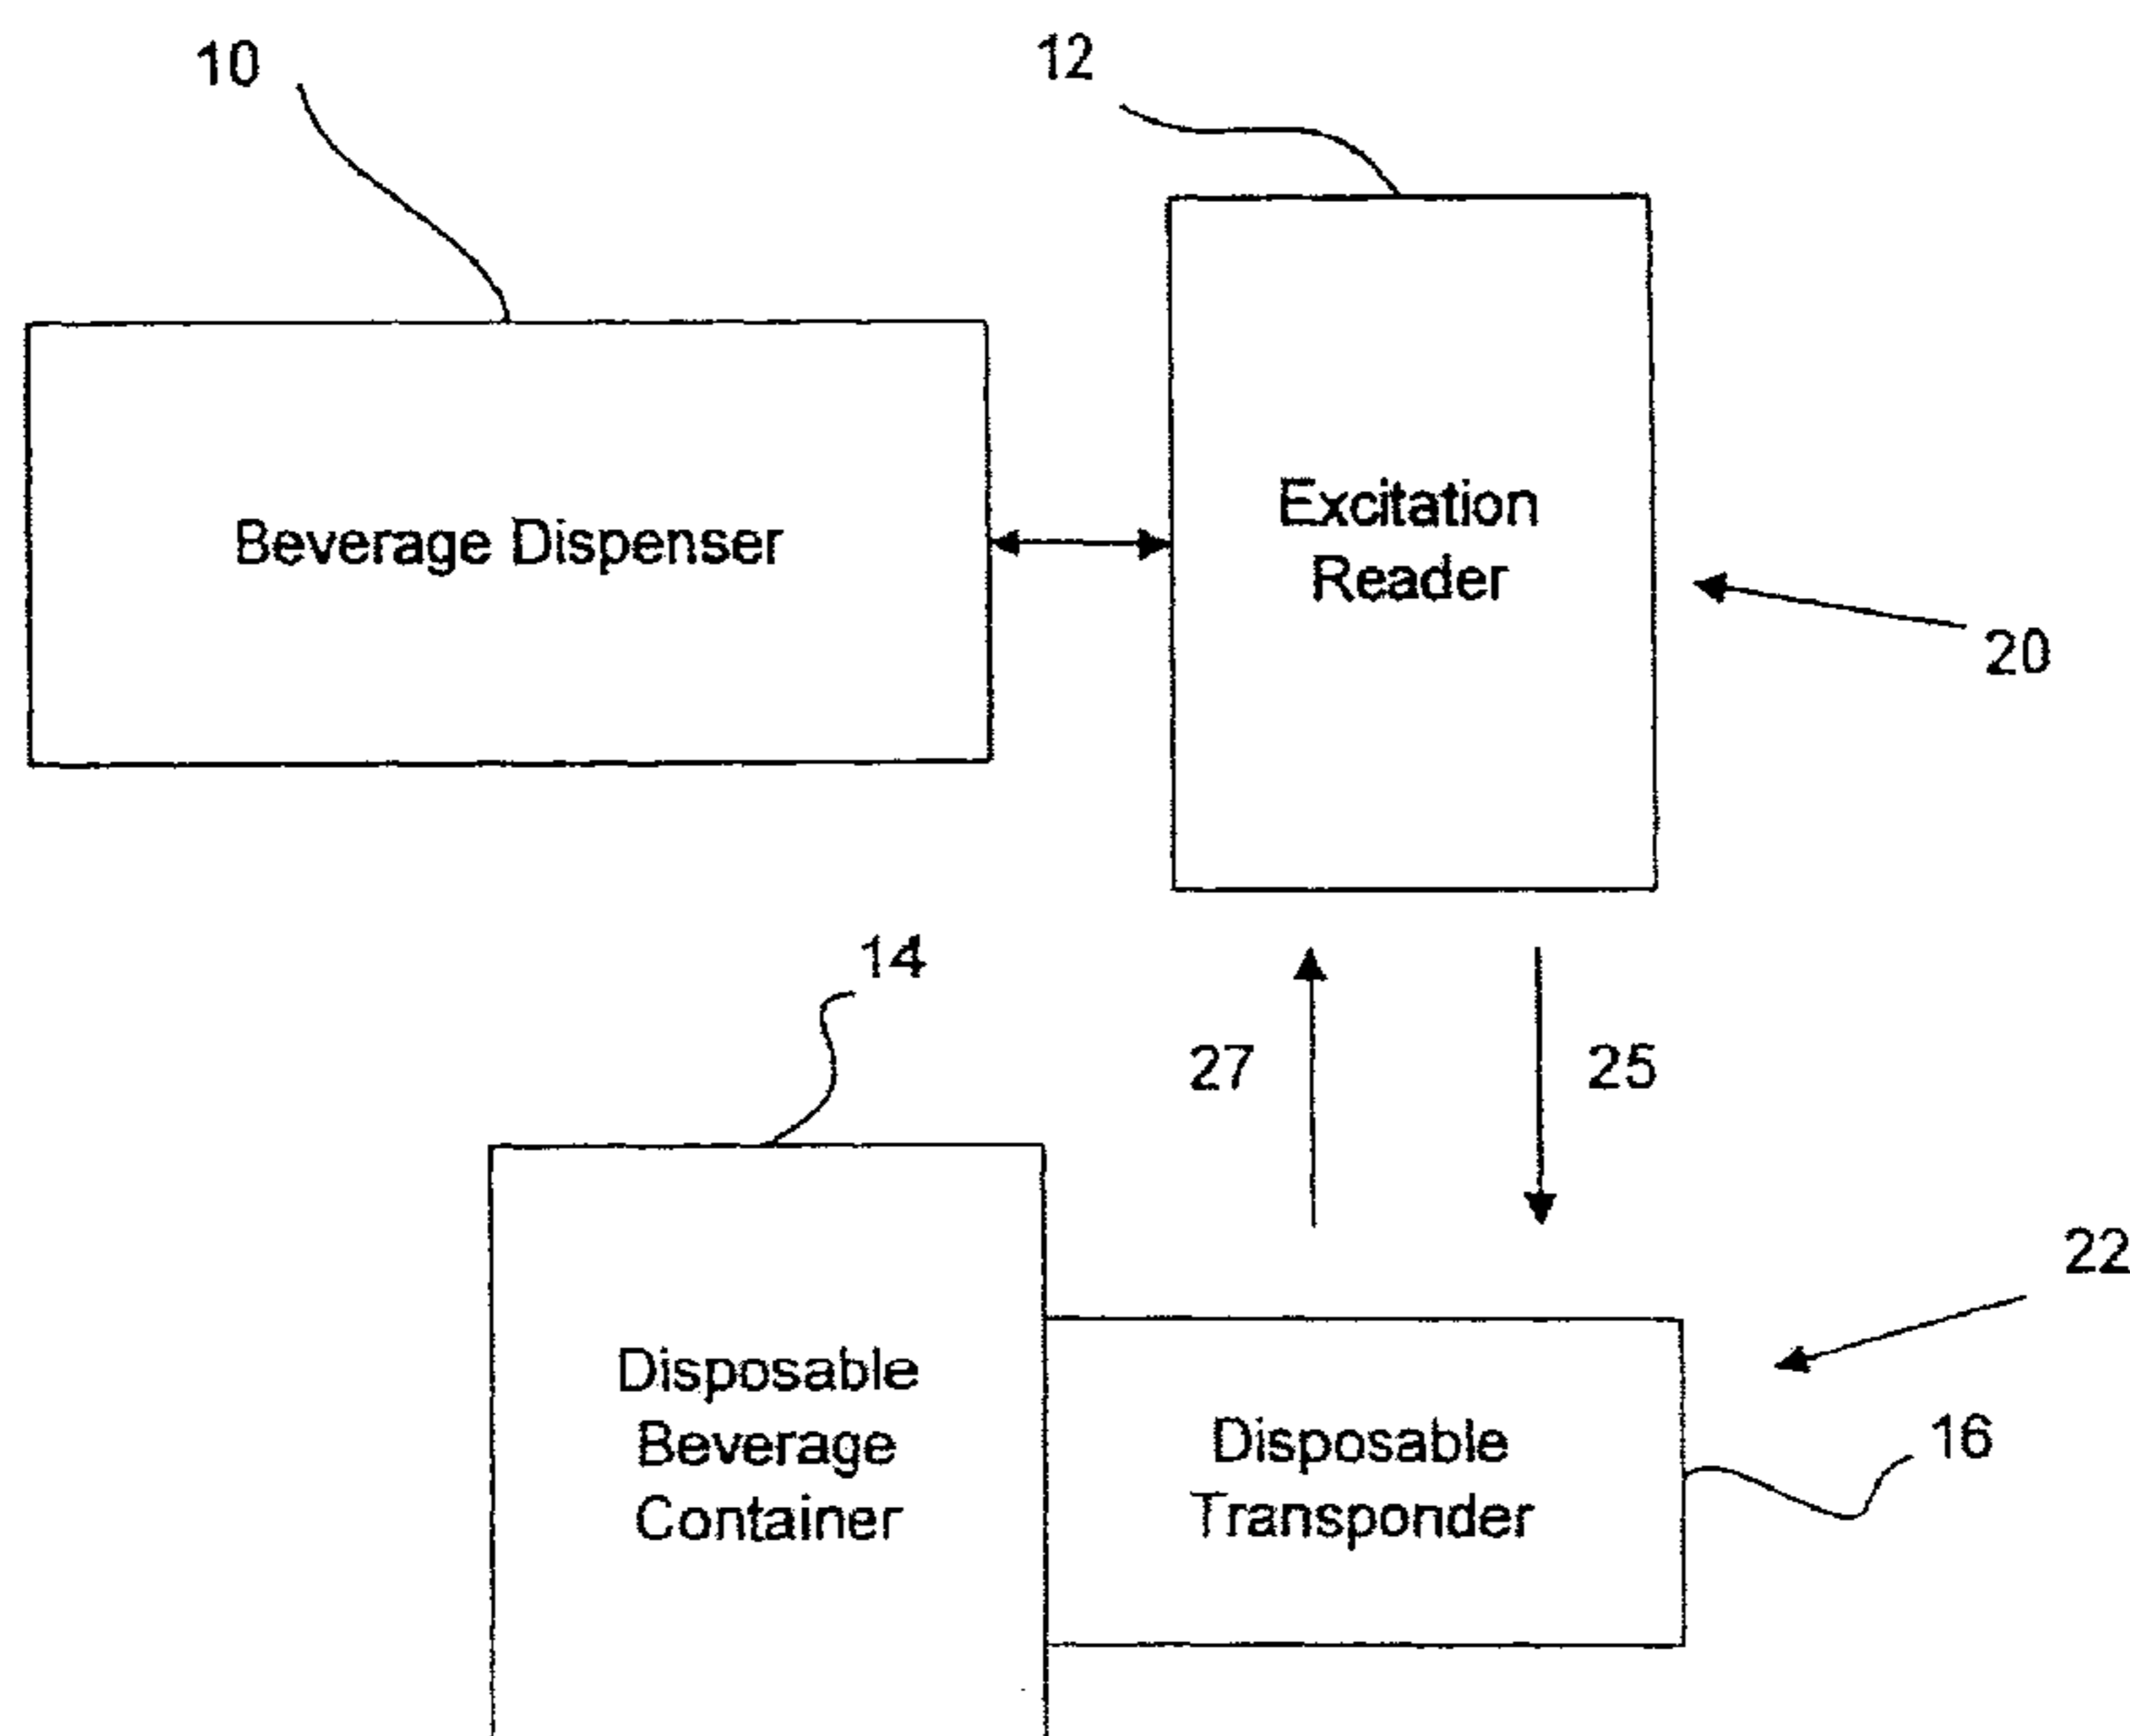 10
12
Beverage Dispenser
Excitation
Reader
20
14
27
25
22
Disposable
Beverage
Container
Disposable
Transponder
16